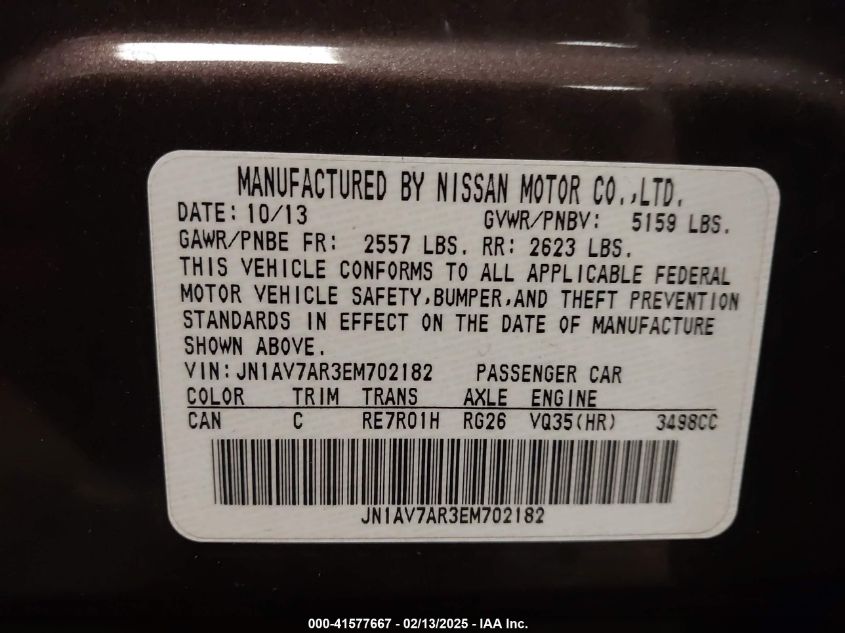 MANUFACTURED BY NISSAN MOTOR CO.,LTD.
DATE: 10/13 GVWR/PNBV: 5159 LBS.
GAWR/PNBE FR: 2557 LBS. RR: 2623 LBS.
THIS VEHICLE CONFORMS TO ALL APPLICABLE FEDERAL
MOTOR VEHICLE SAFETY,BUMPER,AND THEFT PREVENTION
STANDARDS IN EFFECT ON THE DATE OF MANUFACTURE
SHOWN ABOVE.
VIN: JN1AV7AR3EM702182 PASSENGER CAR
COLOR TRIM TRANS AXLE ENGINE
CAN C RE7R01H RG26 VQ35(HR) 3498CC
JN1AV7AR3EM702182
000-41577667 - 02/13/2025 - IAA Inc.